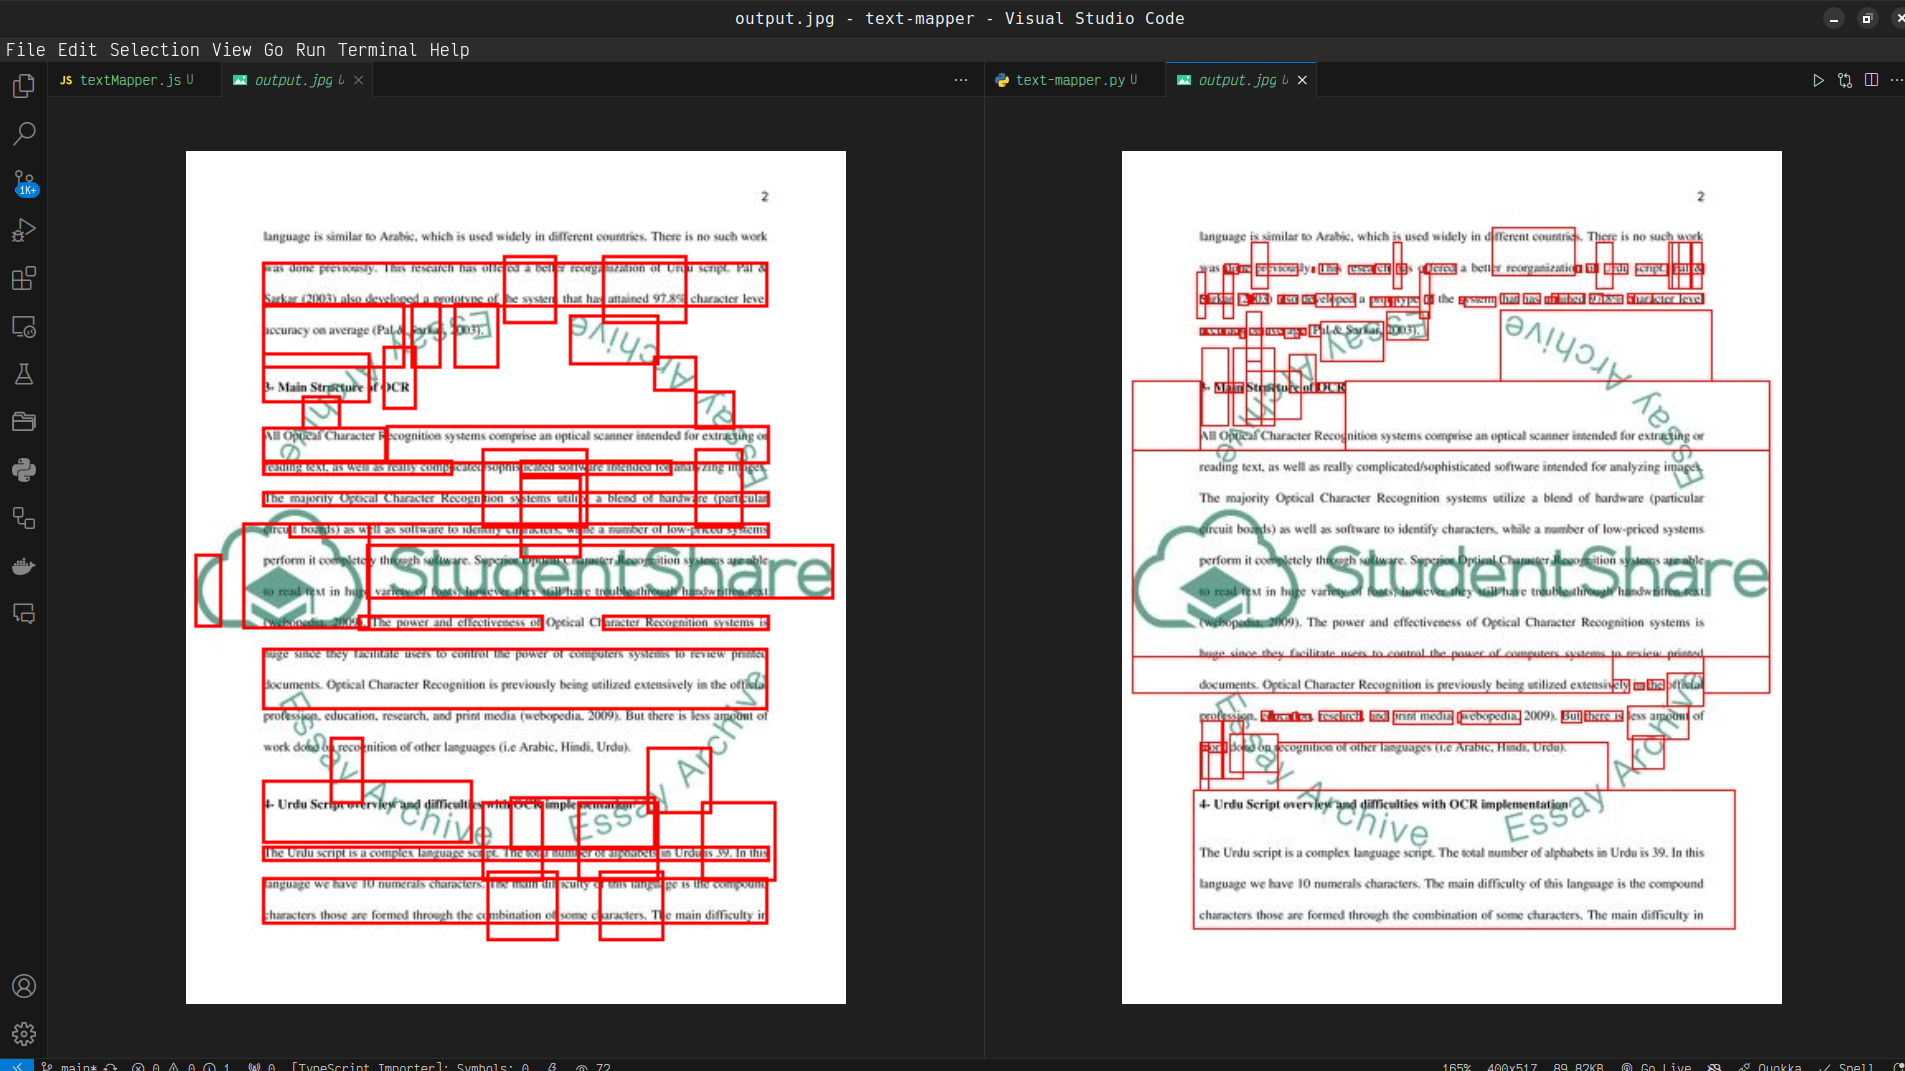 output.jpg - text-mapper - Visual Studio Code
File Edit Selection View Go Run Terminal Help
JS textMapper.js U
output.jpg U
text-mapper.py U
output.jpg U
1K+
2
language is similar to Arabic, which is used widely in different countries. There is no such work
was done previously. This research has offered a better reorganization of Urdu script. Pal &
Sarkar (2003) also developed a prototype of the system that has attained 97.8% character level
accuracy on average (Pal & Sarkar, 2003).
Essay Archive
3- Main Structure of OCR
All Optical Character Recognition systems comprise an optical scanner intended for extracting or
reading text, as well as really complicated/sophisticated software intended for analyzing images.
The majority Optical Character Recognition systems utilize a blend of hardware (particular
circuit boards) as well as software to identify characters, while a number of low-priced systems
perform it completely through software. Superior Optical Character Recognition systems are able
StudentShare
to read text in huge variety of fonts; however they still have trouble through handwritten text
(webopedia, 2009). The power and effectiveness of Optical Character Recognition systems is
huge since they facilitate users to control the power of computers systems to review printed
documents. Optical Character Recognition is previously being utilized extensively in the official
profession, education, research, and print media (webopedia, 2009). But there is less amount of
work done on recognition of other languages (i.e Arabic, Hindi, Urdu).
Essay Archive
Essay Archive
4- Urdu Script overview and difficulties with OCR implementation
The Urdu script is a complex language script. The total number of alphabets in Urdu is 39. In this
language we have 10 numerals characters. The main difficulty of this language is the compound
characters those are formed through the combination of some characters. The main difficulty in
2
language is similar to Arabic, which is used widely in different countries. There is no such work
was done previously. This research has offered a better reorganization of Urdu script. Pal &
Sarkar (2003) also developed a prototype of the system that has attained 97.8% character level
accuracy on average (Pal & Sarkar, 2003).
Essay Archive
3- Main Structure of OCR
All Optical Character Recognition systems comprise an optical scanner intended for extracting or
reading text, as well as really complicated/sophisticated software intended for analyzing images.
The majority Optical Character Recognition systems utilize a blend of hardware (particular
circuit boards) as well as software to identify characters, while a number of low-priced systems
perform it completely through software. Superior Optical Character Recognition systems are able
StudentShare
to read text in huge variety of fonts; however they still have trouble through handwritten text
(webopedia, 2009). The power and effectiveness of Optical Character Recognition systems is
huge since they facilitate users to control the power of computers systems to review printed
documents. Optical Character Recognition is previously being utilized extensively in the official
profession, education, research, and print media (webopedia, 2009). But there is less amount of
work done on recognition of other languages (i.e Arabic, Hindi, Urdu).
Essay Archive
Essay Archive
4- Urdu Script overview and difficulties with OCR implementation
The Urdu script is a complex language script. The total number of alphabets in Urdu is 39. In this
language we have 10 numerals characters. The main difficulty of this language is the compound
characters those are formed through the combination of some characters. The main difficulty in
main* 0 0 1 0 [TypeScript Importer]: Symbols: 0 72 165% 400x517 89.82KB Go Live Quokka Spell